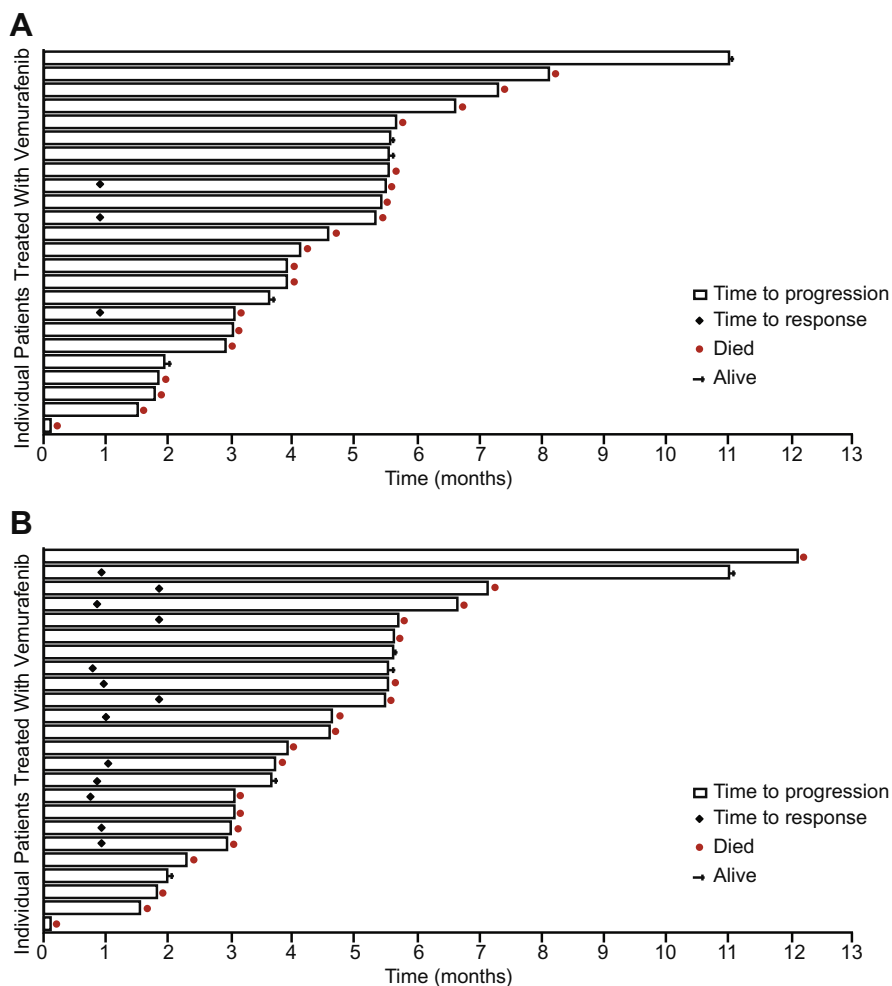 A
Individual Patients Treated With Vemurafenib
Time to progression
Time to response
Died
Alive
0 1 2 3 4 5 6 7 8 9 10 11 12 13
Time (months)
B
Individual Patients Treated With Vemurafenib
Time to progression
Time to response
Died
Alive
0 1 2 3 4 5 6 7 8 9 10 11 12 13
Time (months)